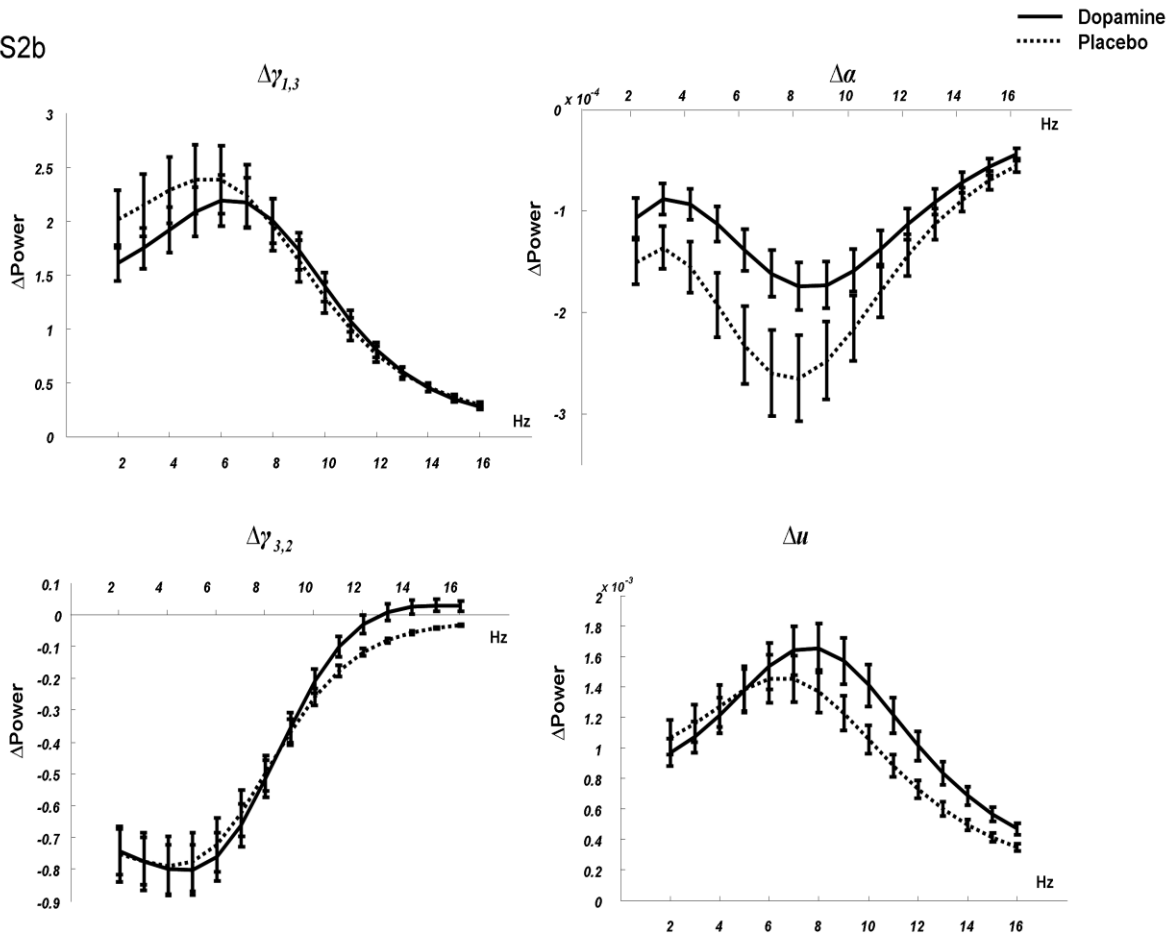 Dopamine
Placebo
S2b
Δγ1,3
3
2.5
2
1.5
1
0.5
0
ΔPower
2 4 6 8 10 12 14 16
Hz
Δα
0 x 10-4
2 4 6 8 10 12 14 16
Hz
-1
-2
-3
ΔPower
Δγ3,2
0.1
0
-0.1
-0.2
-0.3
-0.4
-0.5
-0.6
-0.7
-0.8
-0.9
ΔPower
2 4 6 8 10 12 14 16
Hz
Δu
x 10-3
2
1.8
1.6
1.4
1.2
1
0.8
0.6
0.4
0.2
0
ΔPower
Hz
2 4 6 8 10 12 14 16